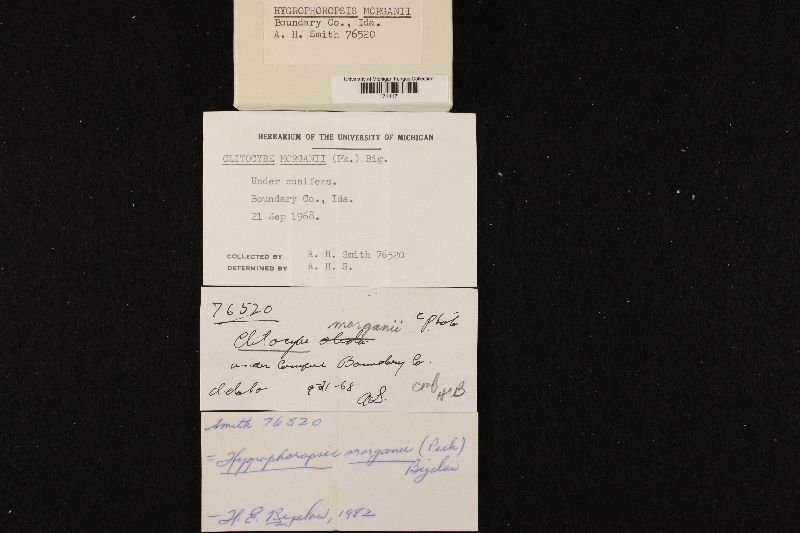 HYGROPHOROPSIS MORGANII
Boundary Co., Ida.
A. H. Smith 76520
University of Michigan Fungus Collection
HERBARIUM OF THE UNIVERSITY OF MICHIGAN
CLITOCYBE MORGANII (Pk.) Big.
Under conifers.
Boundary Co., Ida.
21 Sep 1968.
COLLECTED BY A. H. Smith 76520
DETERMINED BY A. H. S.
76520
morganii c Photo
Clitocybe
under Conifers Boundary Co.
Idaho 9-21-68
Smith 76520
= Hygrophoropsis morganii (Peck)
Bigelow
- H. E. Bigelow, 1982